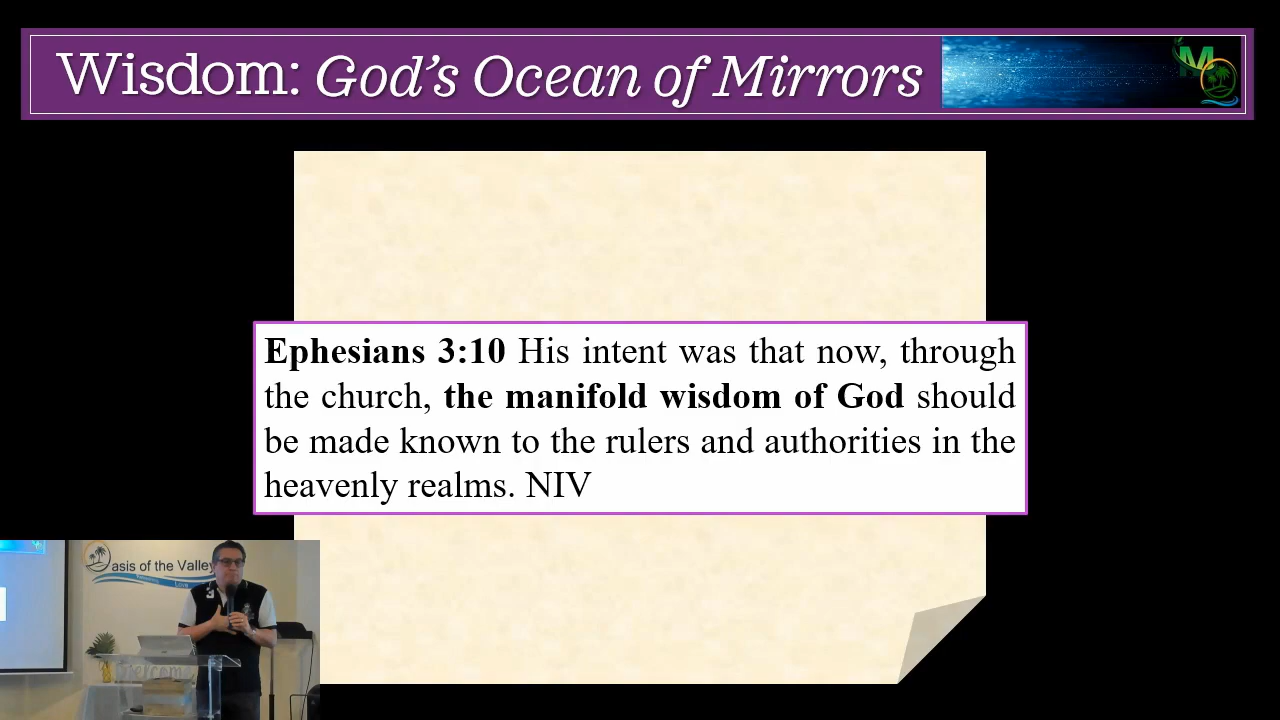 Wisdom: God's Ocean of Mirrors
M
Ephesians 3:10 His intent was that now, through
the church, the manifold wisdom of God should
be made known to the rulers and authorities in the
heavenly realms. NIV
asis of the Valley
Love
3